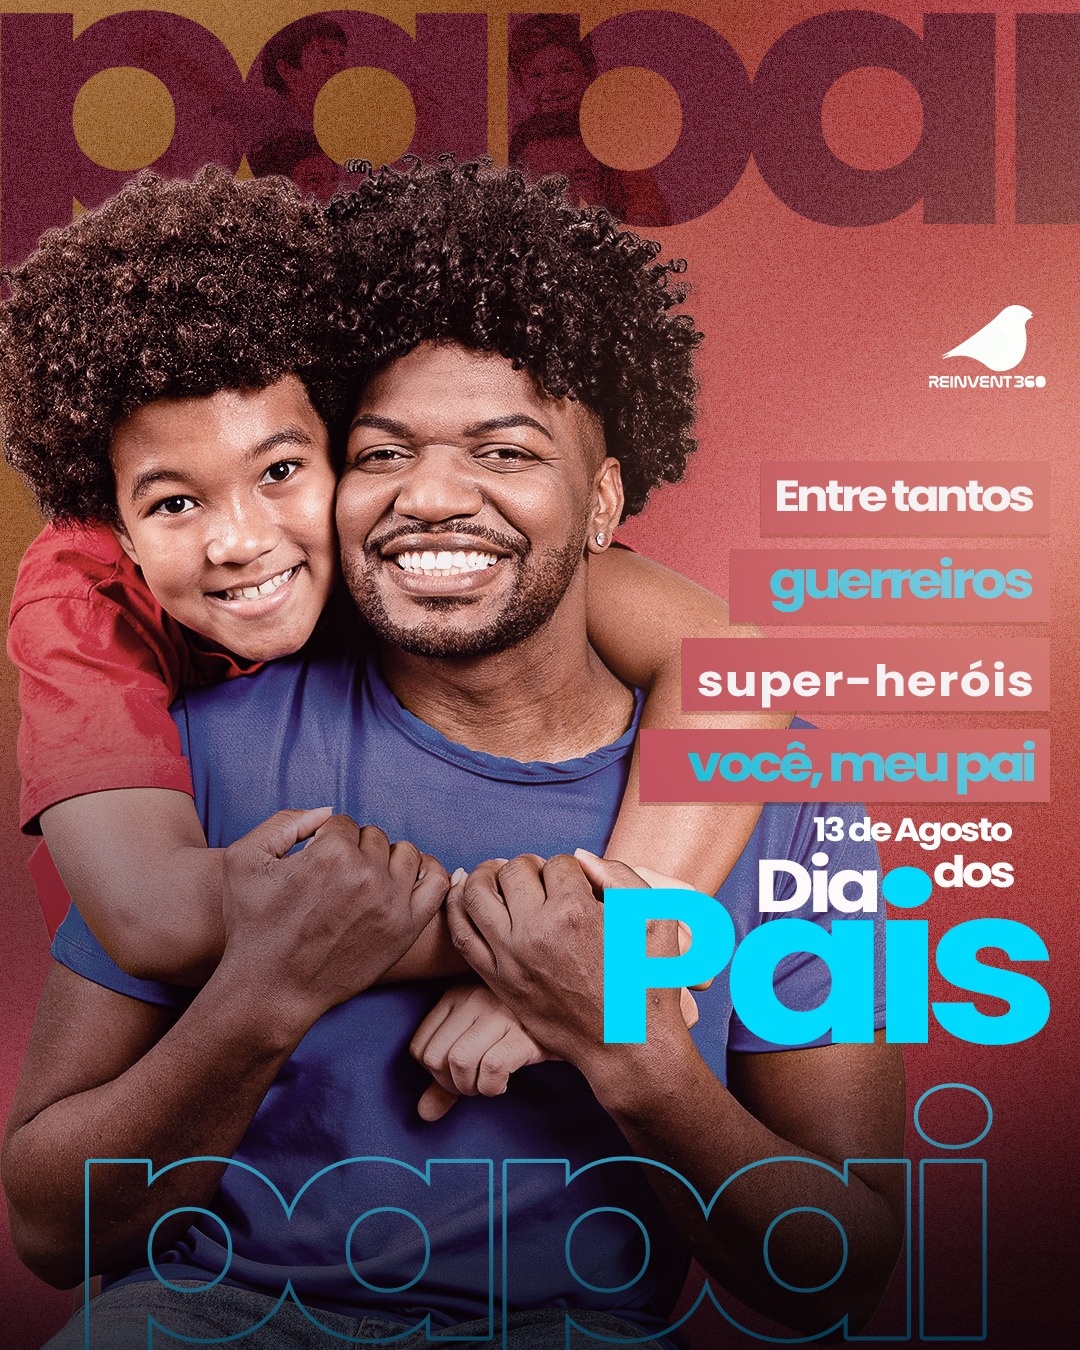 papai
REINVENT360
Entre tantos
guerreiros
super-heróis
você, meu pai
13 de Agosto
Dia dos
Pais
papai